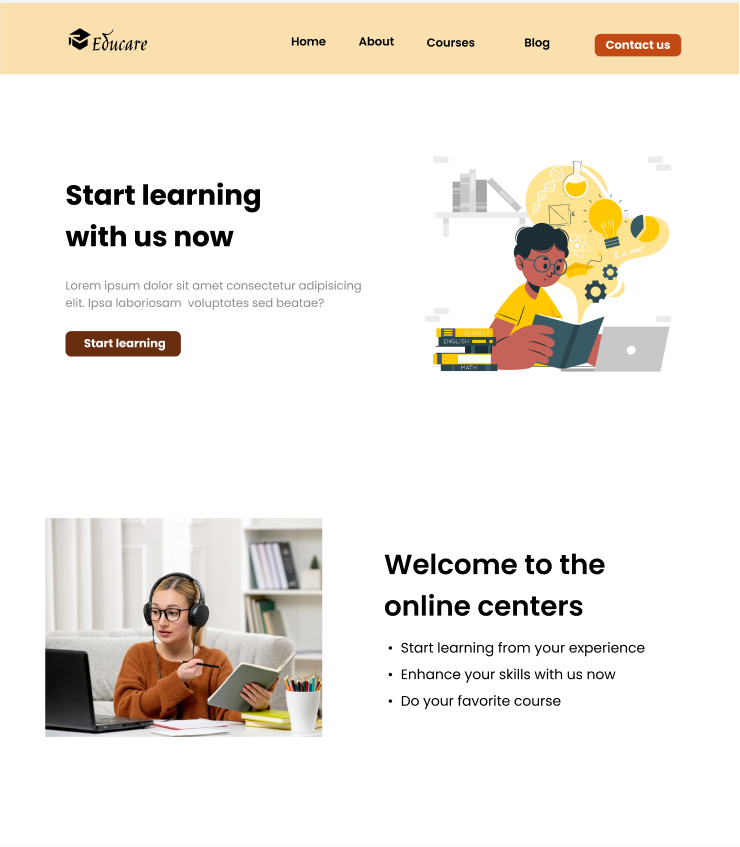 Educare
Home
About
Courses
Blog
Contact us
Start learning
with us now
Lorem ipsum dolor sit amet consectetur adipisicing
elit. Ipsa laboriosam voluptates sed beatae?
Start learning
SCIENCE
ENGLISH
MATH
Welcome to the
online centers
• Start learning from your experience
• Enhance your skills with us now
• Do your favorite course